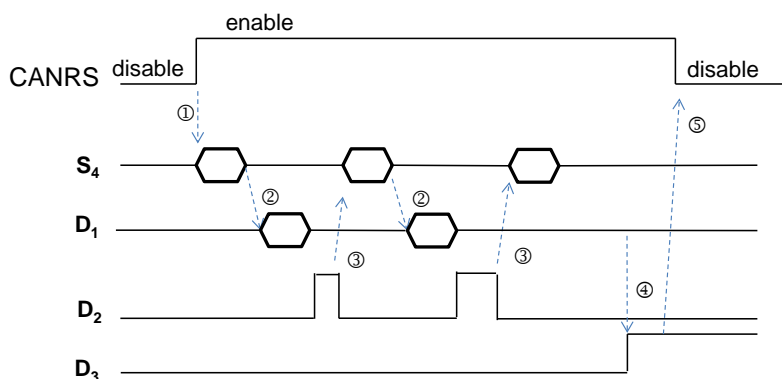 enable
disable
CANRS
disable
①
⑤
S₄
②
②
D₁
③
③
④
D₂
D₃